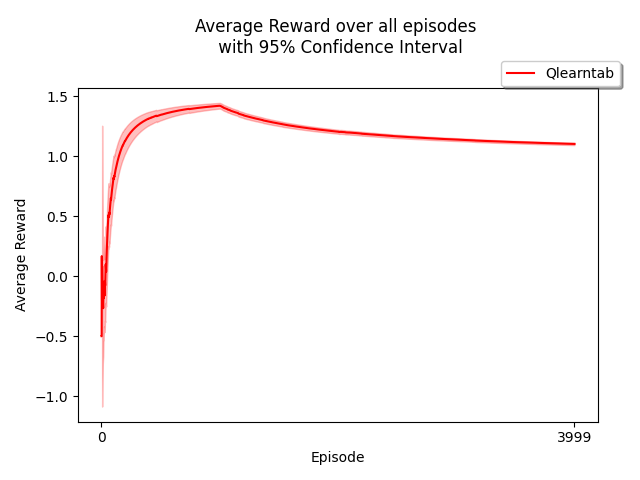 Average Reward over all episodes
with 95% Confidence Interval
Qlearntab
1.5
1.0
0.5
0.0
−0.5
−1.0
Average Reward
0
3999
Episode